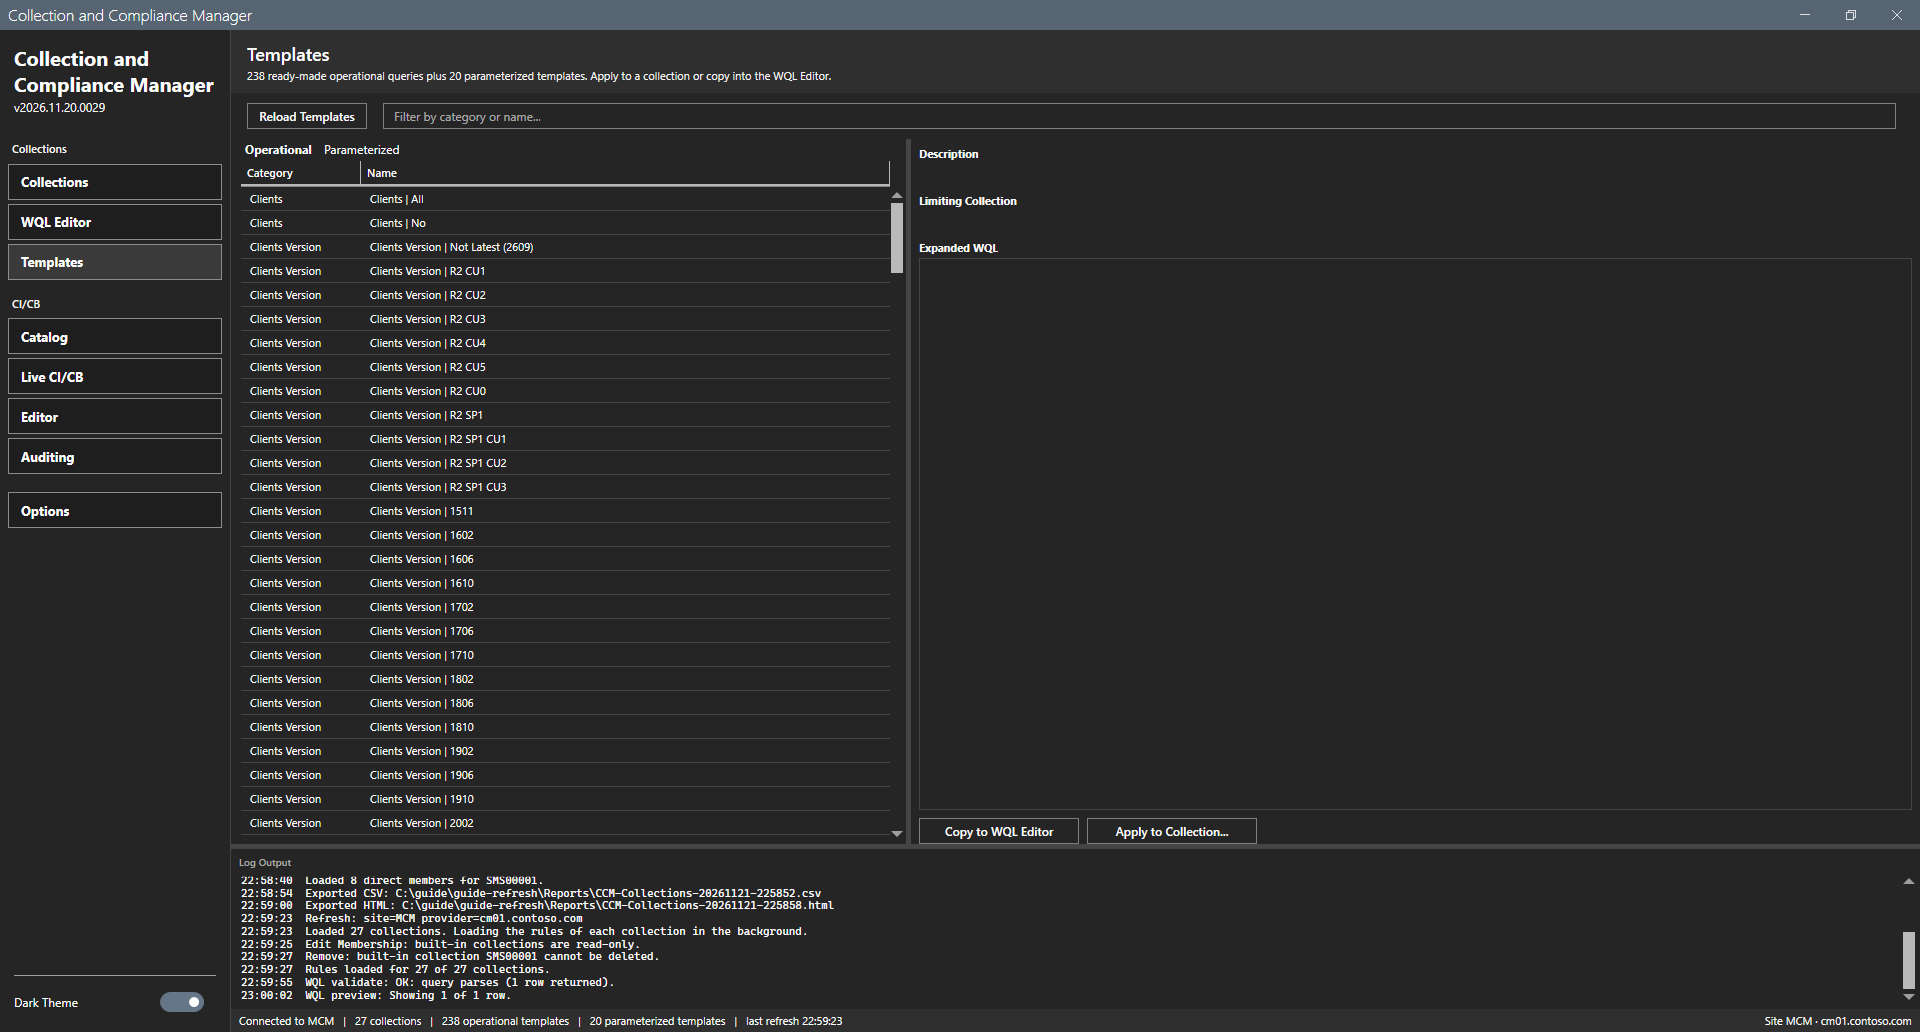 Collection and Compliance Manager
Collection and
Compliance Manager
v2026.11.20.0029
Collections
Collections
WQL Editor
Templates
CI/CB
Catalog
Live CI/CB
Editor
Auditing
Options
Dark Theme
Templates
238 ready-made operational queries plus 20 parameterized templates. Apply to a collection or copy into the WQL Editor.
Reload Templates
Filter by category or name...
Operational Parameterized
Category Name
Clients Clients | All
Clients Clients | No
Clients Version Clients Version | Not Latest (2609)
Clients Version Clients Version | R2 CU1
Clients Version Clients Version | R2 CU2
Clients Version Clients Version | R2 CU3
Clients Version Clients Version | R2 CU4
Clients Version Clients Version | R2 CU5
Clients Version Clients Version | R2 CU0
Clients Version Clients Version | R2 SP1
Clients Version Clients Version | R2 SP1 CU1
Clients Version Clients Version | R2 SP1 CU2
Clients Version Clients Version | R2 SP1 CU3
Clients Version Clients Version | 1511
Clients Version Clients Version | 1602
Clients Version Clients Version | 1606
Clients Version Clients Version | 1610
Clients Version Clients Version | 1702
Clients Version Clients Version | 1706
Clients Version Clients Version | 1710
Clients Version Clients Version | 1802
Clients Version Clients Version | 1806
Clients Version Clients Version | 1810
Clients Version Clients Version | 1902
Clients Version Clients Version | 1906
Clients Version Clients Version | 1910
Clients Version Clients Version | 2002
Description
Limiting Collection
Expanded WQL
Copy to WQL Editor
Apply to Collection...
Log Output
22:58:40 Loaded 8 direct members for SMS00001.
22:58:54 Exported CSV: C:\guide\guide-refresh\Reports\CCM-Collections-20261121-225852.csv
22:59:00 Exported HTML: C:\guide\guide-refresh\Reports\CCM-Collections-20261121-225858.html
22:59:23 Refresh: site=MCM provider=cm01.contoso.com
22:59:23 Loaded 27 collections. Loading the rules of each collection in the background.
22:59:25 Edit Membership: built-in collections are read-only.
22:59:27 Remove: built-in collection SMS00001 cannot be deleted.
22:59:27 Rules loaded for 27 of 27 collections.
22:59:55 WQL validate: OK: query parses (1 row returned).
23:00:02 WQL preview: Showing 1 of 1 row.
Connected to MCM | 27 collections | 238 operational templates | 20 parameterized templates | last refresh 22:59:23
Site MCM · cm01.contoso.com